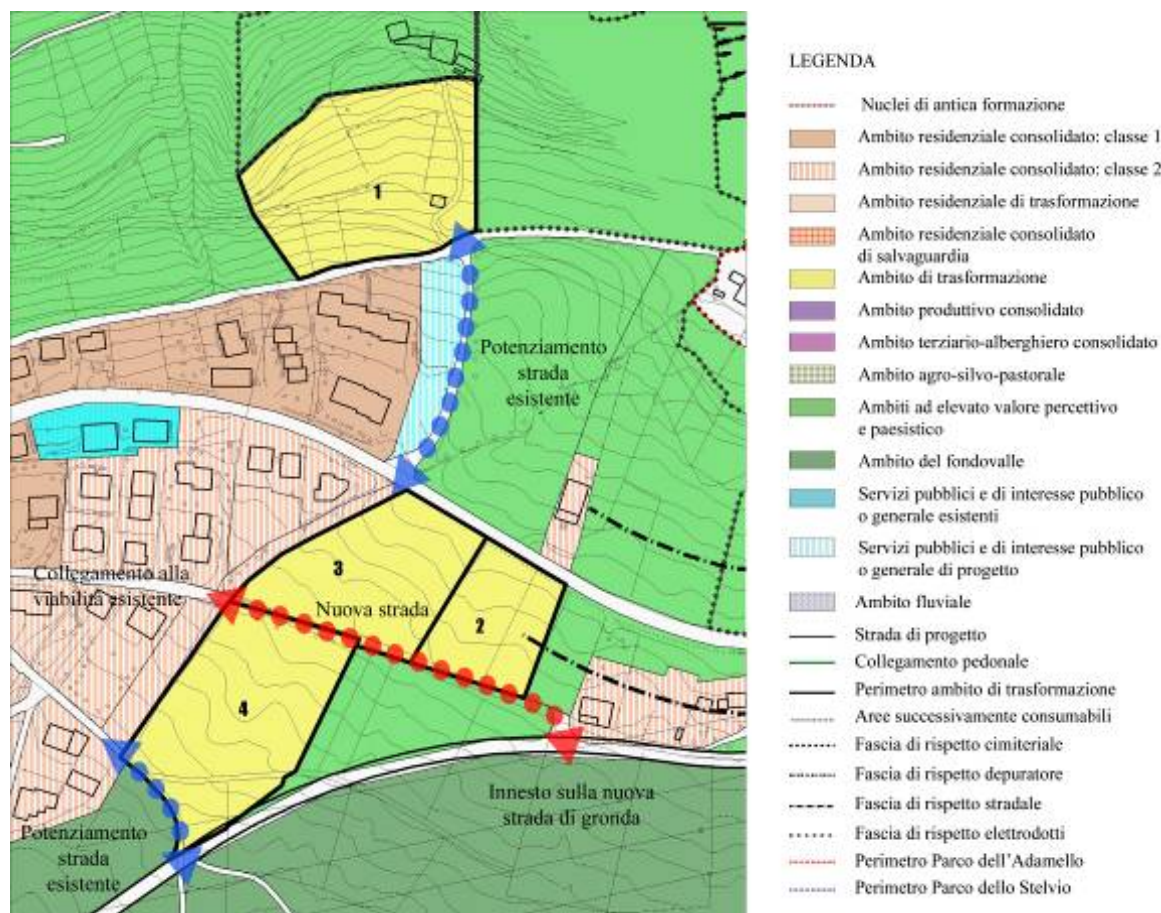 1
Potenziamento
strada
esistente
3
Collegamento alla
viabilità esistente
Nuova strada
2
4
Innesto sulla nuova
strada di gronda
Potenziamento
strada
esistente
LEGENDA
Nuclei di antica formazione
Ambito residenziale consolidato: classe 1
Ambito residenziale consolidato: classe 2
Ambito residenziale di trasformazione
Ambito residenziale consolidato
di salvaguardia
Ambito di trasformazione
Ambito produttivo consolidato
Ambito terziario-alberghiero consolidato
Ambito agro-silvo-pastorale
Ambiti ad elevato valore percettivo
e paesistico
Ambito del fondovalle
Servizi pubblici e di interesse pubblico
o generale esistenti
Servizi pubblici e di interesse pubblico
o generale di progetto
Ambito fluviale
Strada di progetto
Collegamento pedonale
Perimetro ambito di trasformazione
Aree successivamente consumabili
Fascia di rispetto cimiteriale
Fascia di rispetto depuratore
Fascia di rispetto stradale
Fascia di rispetto elettrodotti
Perimetro Parco dell'Adamello
Perimetro Parco dello Stelvio